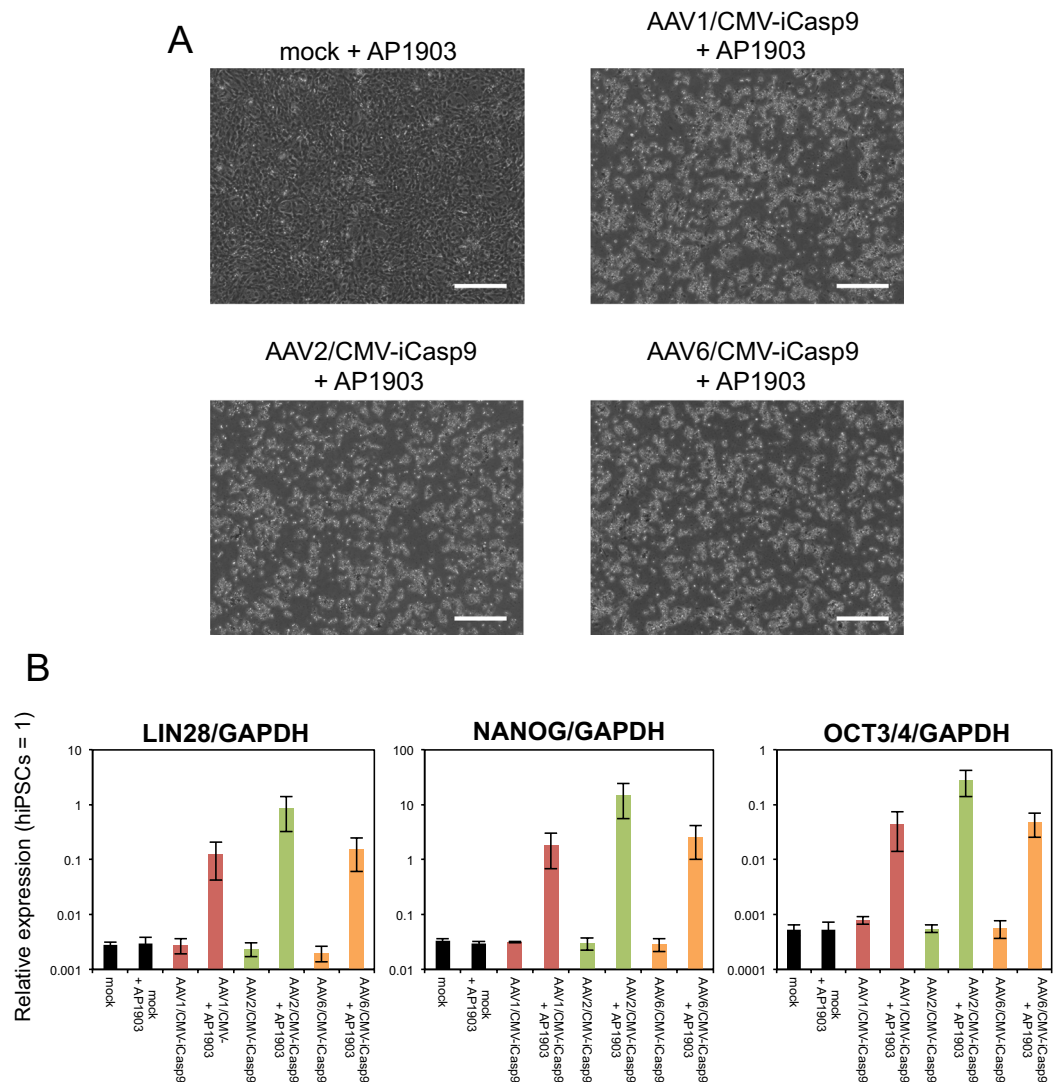 A
mock + AP1903
AAV1/CMV-iCasp9
+ AP1903
AAV2/CMV-iCasp9
+ AP1903
AAV6/CMV-iCasp9
+ AP1903
B
Relative expression (hiPSCs = 1)
LIN28/GAPDH
10
1
0.1
0.01
0.001
mock
mock
+ AP1903
AAV1/CMV-iCasp9
AAV1/CMV-
+ AP1903
AAV2/CMV-iCasp9
AAV2/CMV-iCasp9
+ AP1903
AAV6/CMV-iCasp9
AAV6/CMV-iCasp9
+ AP1903
NANOG/GAPDH
100
10
1
0.1
0.01
mock
mock
+ AP1903
AAV1/CMV-iCasp9
AAV1/CMV-iCasp9
+ AP1903
AAV2/CMV-iCasp9
AAV2/CMV-iCasp9
+ AP1903
AAV6/CMV-iCasp9
AAV6/CMV-iCasp9
+ AP1903
OCT3/4/GAPDH
1
0.1
0.01
0.001
0.0001
mock
mock
+ AP1903
AAV1/CMV-iCasp9
AAV1/CMV-iCasp9
+ AP1903
AAV2/CMV-iCasp9
AAV2/CMV-iCasp9
+ AP1903
AAV6/CMV-iCasp9
AAV6/CMV-iCasp9
+ AP1903